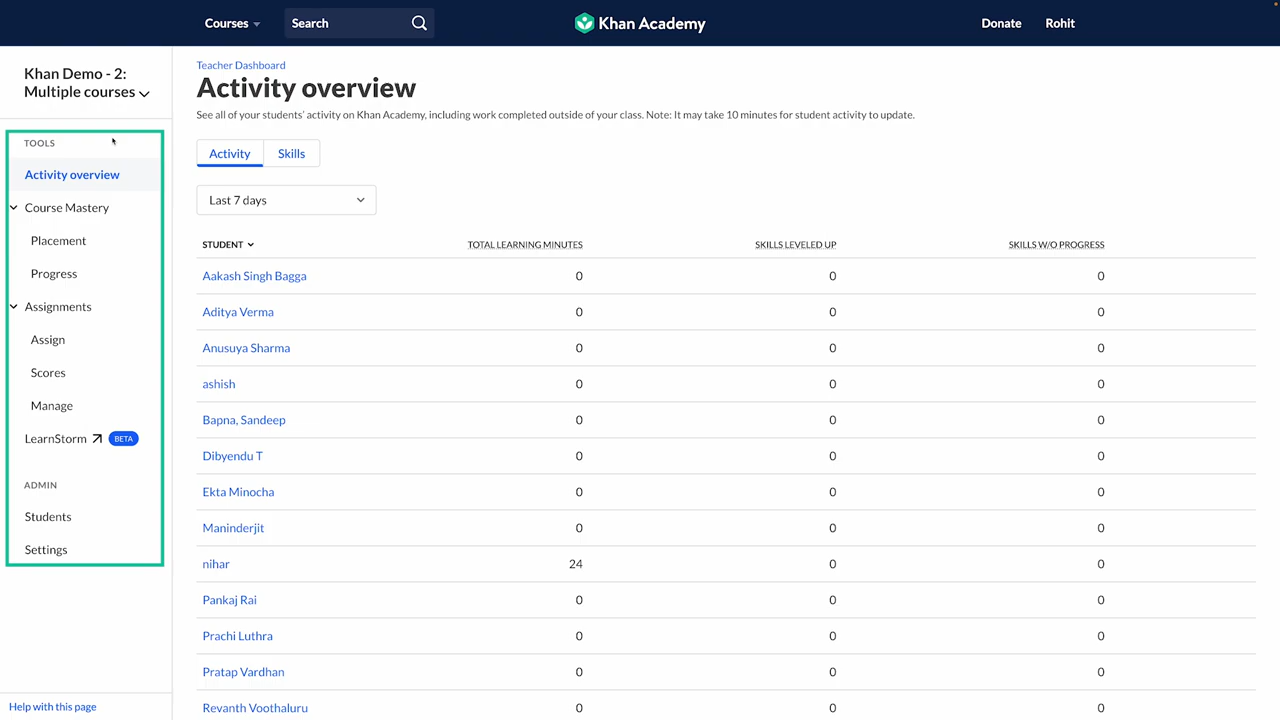 Courses
Search
Khan Academy
Donate
Rohit
Khan Demo - 2:
Multiple courses
TOOLS
Activity overview
Course Mastery
Placement
Progress
Assignments
Assign
Scores
Manage
LearnStorm BETA
ADMIN
Students
Settings
Help with this page
Teacher Dashboard
Activity overview
See all of your students' activity on Khan Academy, including work completed outside of your class. Note: It may take 10 minutes for student activity to update.
Activity Skills
Last 7 days
STUDENT TOTAL LEARNING MINUTES SKILLS LEVELED UP SKILLS W/O PROGRESS
Aakash Singh Bagga 0 0 0
Aditya Verma 0 0 0
Anusuya Sharma 0 0 0
ashish 0 0 0
Bapna, Sandeep 0 0 0
Dibyendu T 0 0 0
Ekta Minocha 0 0 0
Maninderjit 0 0 0
nihar 24 0 0
Pankaj Rai 0 0 0
Prachi Luthra 0 0 0
Pratap Vardhan 0 0 0
Revanth Voothaluru 0 0 0